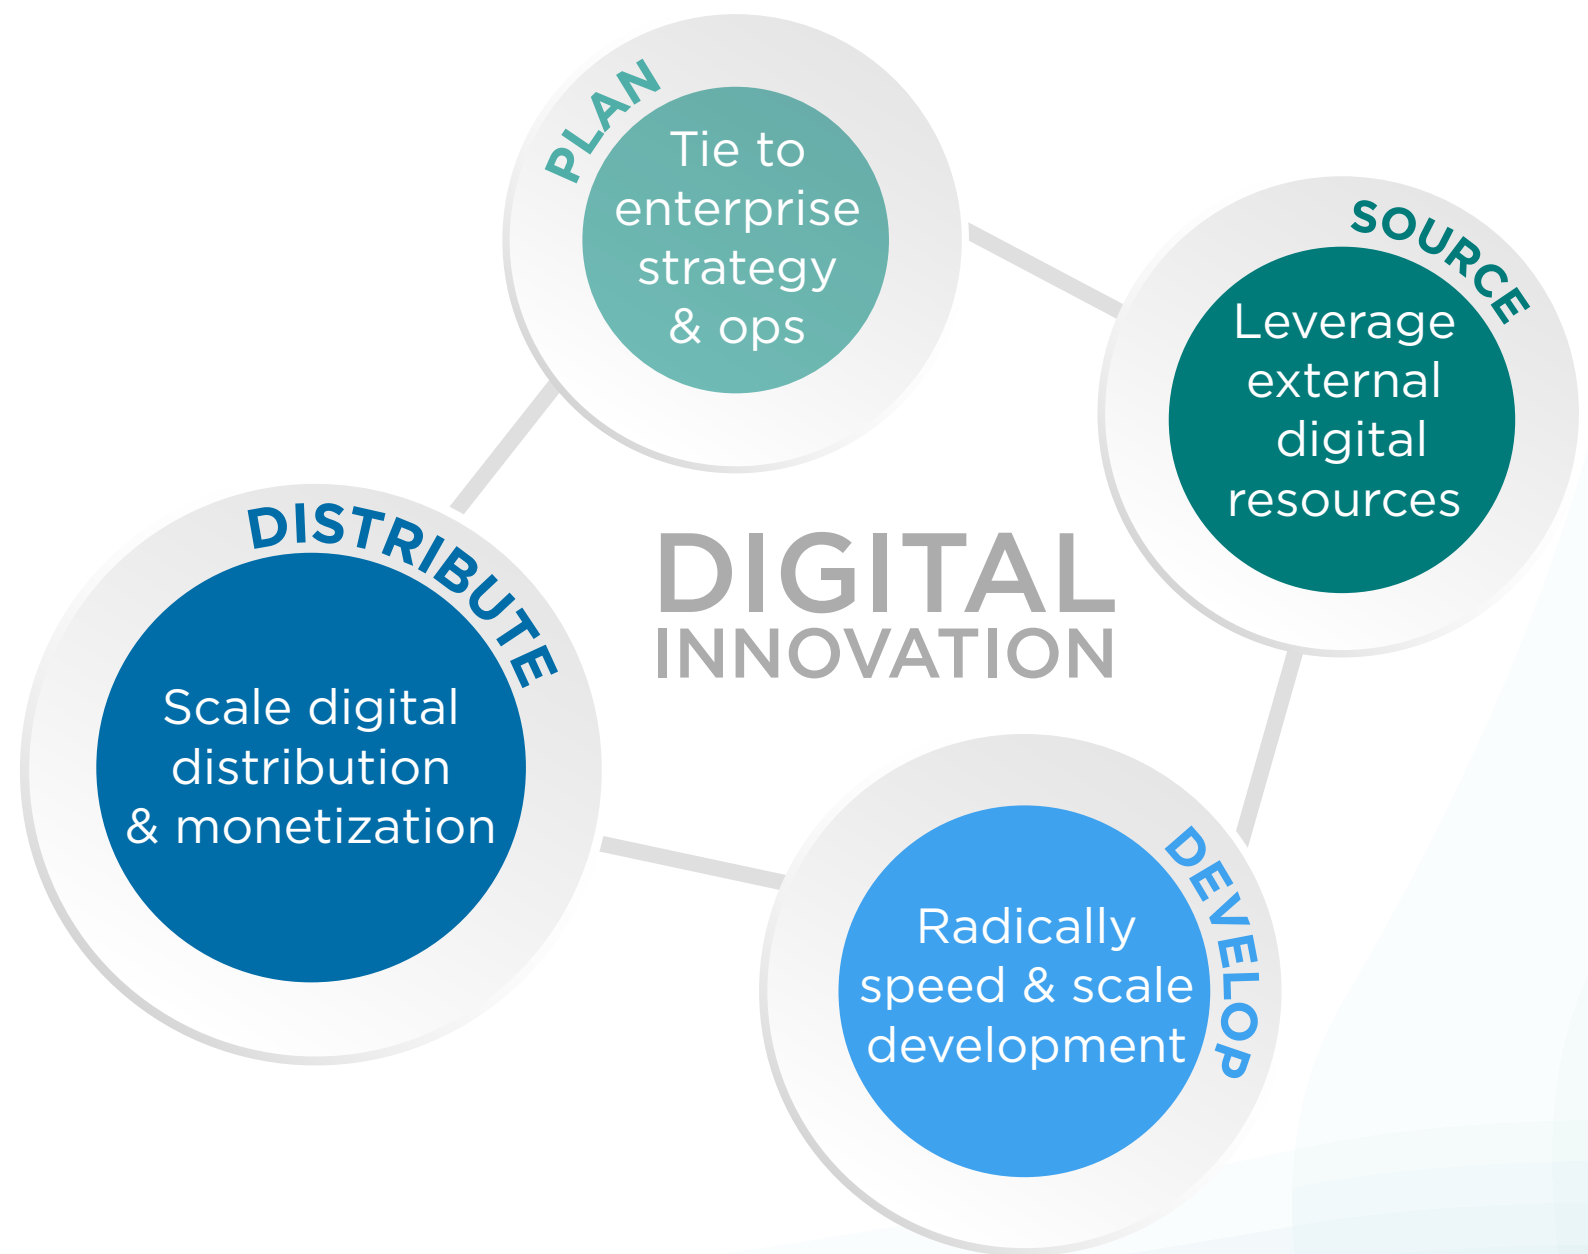 PLAN
Tie to
enterprise
strategy
& ops
SOURCE
Leverage
external
digital
resources
DIGITAL
INNOVATION
DISTRIBUTE
Scale digital
distribution
& monetization
DEVELOP
Radically
speed & scale
development